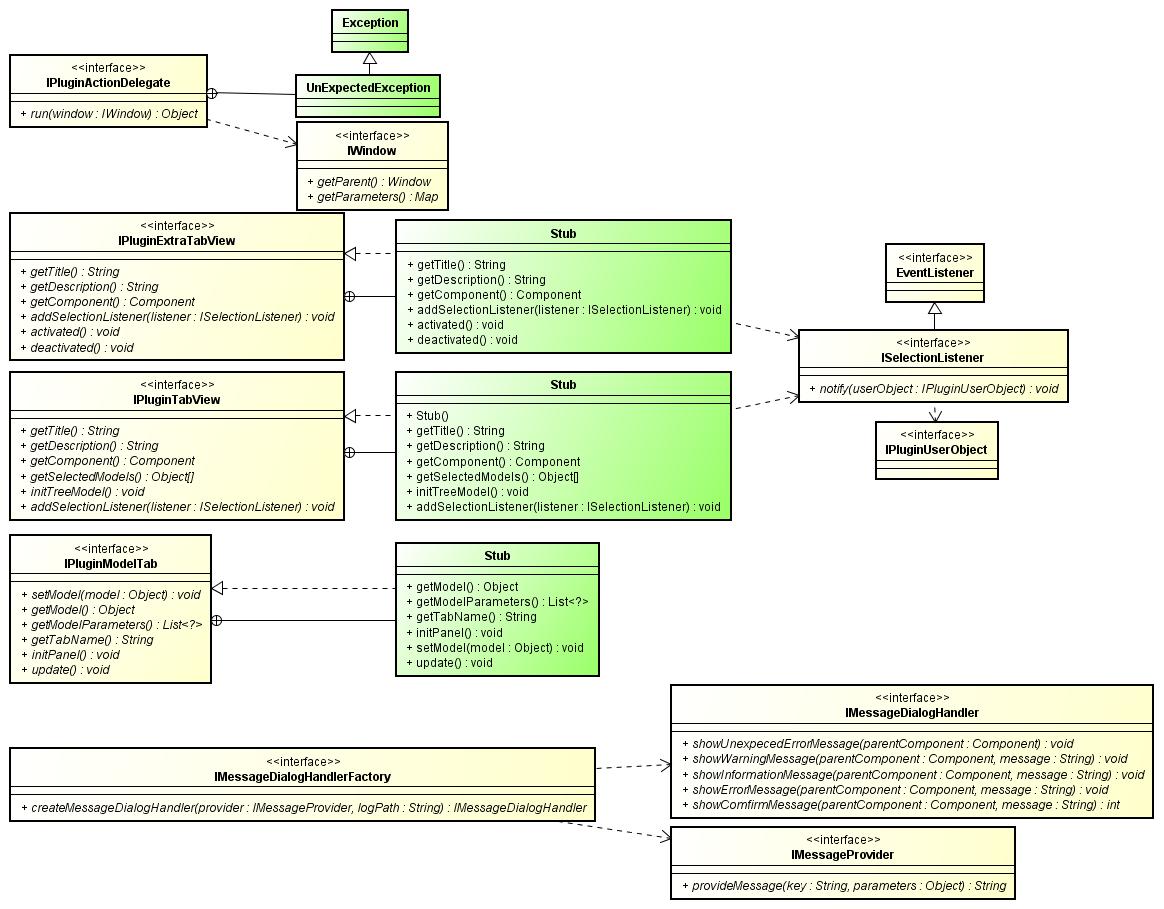 Exception
<<interface>>
IPluginActionDelegate
+ run(window : IWindow) : Object
UnExpectedException
<<interface>>
IWindow
+ getParent() : Window
+ getParameters() : Map
<<interface>>
IPluginExtraTabView
+ getTitle() : String
+ getDescription() : String
+ getComponent() : Component
+ addSelectionListener(listener : ISelectionListener) : void
+ activated() : void
+ deactivated() : void
Stub
+ getTitle() : String
+ getDescription() : String
+ getComponent() : Component
+ addSelectionListener(listener : ISelectionListener) : void
+ activated() : void
+ deactivated() : void
<<interface>>
EventListener
<<interface>>
ISelectionListener
+ notify(userObject : IPluginUserObject) : void
<<interface>>
IPluginUserObject
<<interface>>
IPluginTabView
+ getTitle() : String
+ getDescription() : String
+ getComponent() : Component
+ getSelectedModels() : Object[]
+ initTreeModel() : void
+ addSelectionListener(listener : ISelectionListener) : void
Stub
+ Stub()
+ getTitle() : String
+ getDescription() : String
+ getComponent() : Component
+ getSelectedModels() : Object[]
+ initTreeModel() : void
+ addSelectionListener(listener : ISelectionListener) : void
<<interface>>
IPluginModelTab
+ setModel(model : Object) : void
+ getModel() : Object
+ getModelParameters() : List<?>
+ getTabName() : String
+ initPanel() : void
+ update() : void
Stub
+ getModel() : Object
+ getModelParameters() : List<?>
+ getTabName() : String
+ initPanel() : void
+ setModel(model : Object) : void
+ update() : void
<<interface>>
IMessageDialogHandler
+ showUnexpecedErrorMessage(parentComponent : Component) : void
+ showWarningMessage(parentComponent : Component, message : String) : void
+ showInformationMessage(parentComponent : Component, message : String) : void
+ showErrorMessage(parentComponent : Component, message : String) : void
+ showComfirmMessage(parentComponent : Component, message : String) : int
<<interface>>
IMessageDialogHandlerFactory
+ createMessageDialogHandler(provider : IMessageProvider, logPath : String) : IMessageDialogHandler
<<interface>>
IMessageProvider
+ provideMessage(key : String, parameters : Object) : String